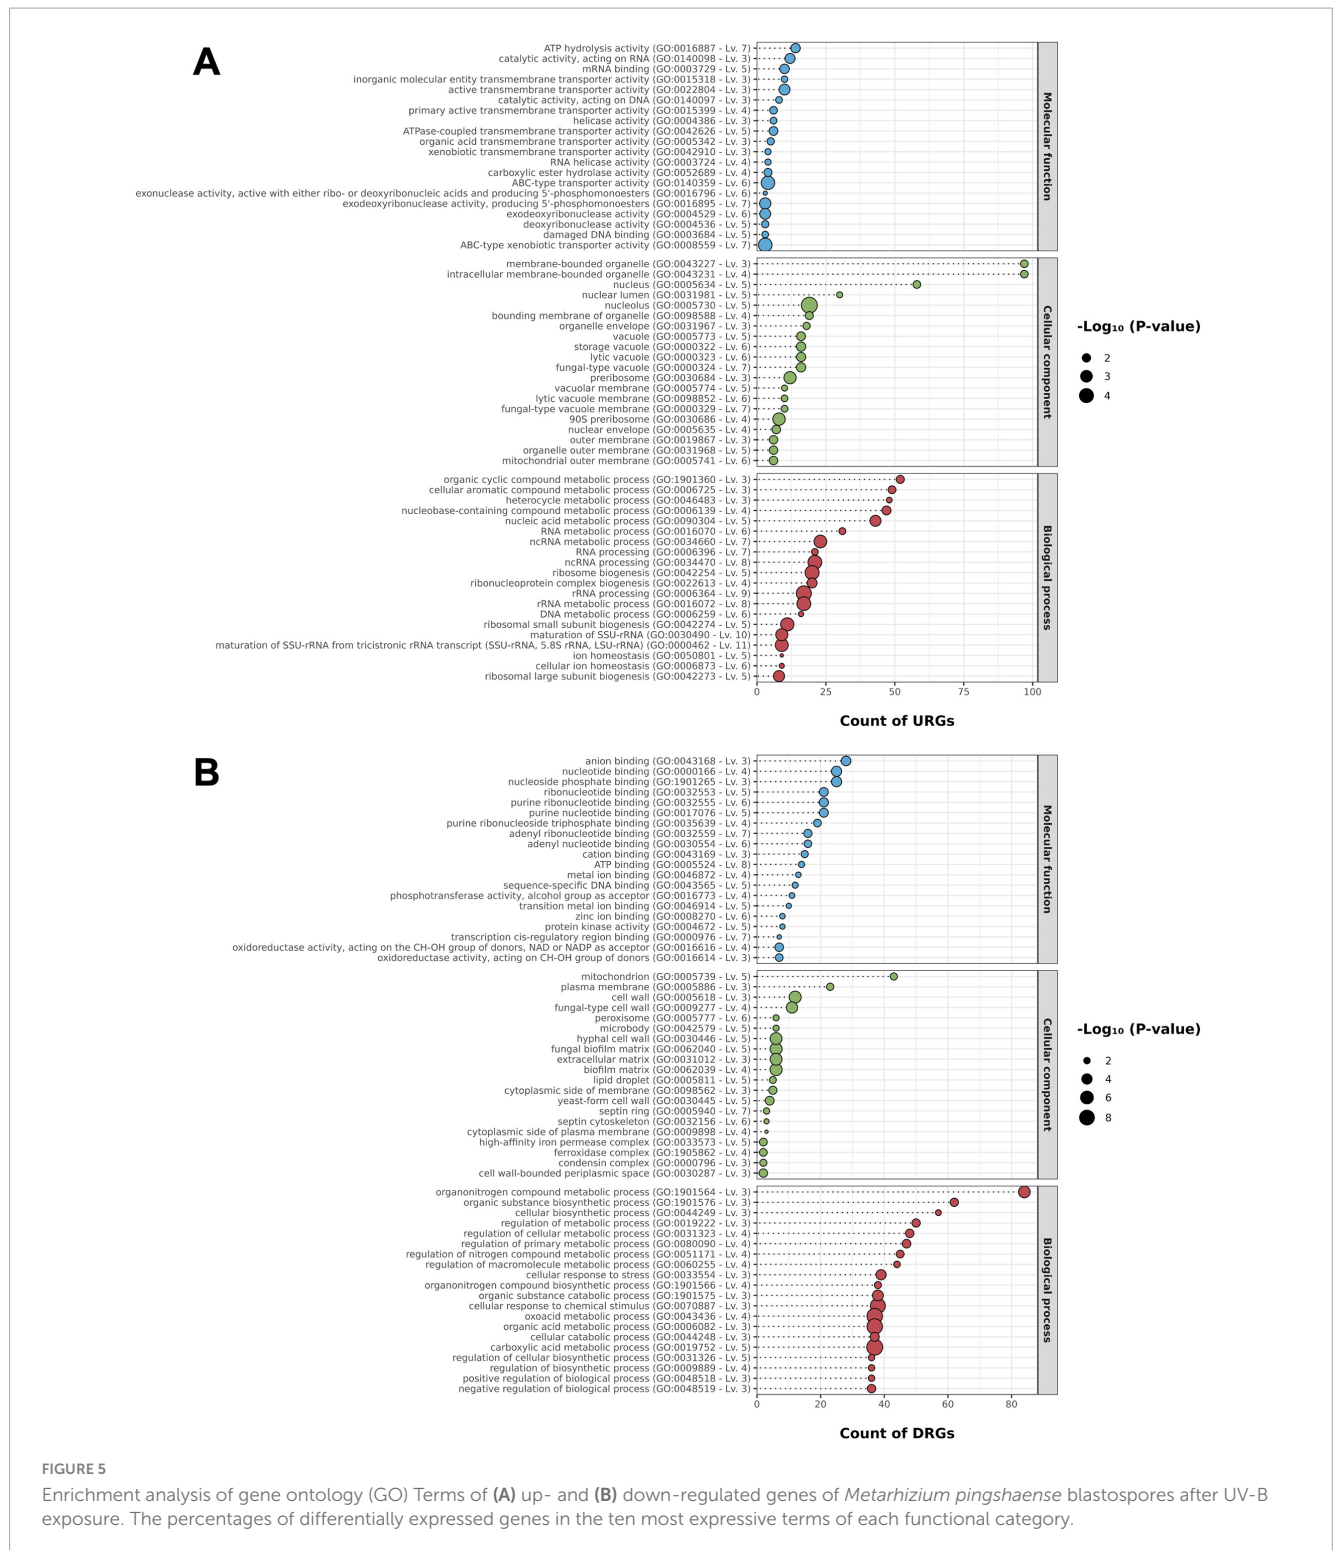 A
ATP hydrolysis activity (GO:0016887 - Lv. 7)
catalytic activity, acting on RNA (GO:0140098 - Lv. 3)
mRNA binding (GO:0003729 - Lv. 5)
inorganic molecular entity transmembrane transporter activity (GO:0015318 - Lv. 3)
active transmembrane transporter activity (GO:0022804 - Lv. 3)
catalytic activity, acting on DNA (GO:0140097 - Lv. 3)
primary active transmembrane transporter activity (GO:0015399 - Lv. 4)
helicase activity (GO:0004386 - Lv. 3)
ATPase-coupled transmembrane transporter activity (GO:0042626 - Lv. 5)
organic acid transmembrane transporter activity (GO:0005342 - Lv. 3)
xenobiotic transmembrane transporter activity (GO:0042910 - Lv. 3)
RNA helicase activity (GO:0003724 - Lv. 4)
carboxylic ester hydrolase activity (GO:0052689 - Lv. 4)
ABC-type transporter activity (GO:0140359 - Lv. 6)
exonuclease activity, active with either ribo- or deoxyribonucleic acids and producing 5'-phosphomonoesters (GO:0016796 - Lv. 6)
exodeoxyribonuclease activity, producing 5'-phosphomonoesters (GO:0016895 - Lv. 7)
exodeoxyribonuclease activity (GO:0004529 - Lv. 6)
deoxyribonuclease activity (GO:0004536 - Lv. 5)
damaged DNA binding (GO:0003684 - Lv. 5)
ABC-type xenobiotic transporter activity (GO:0008559 - Lv. 7)
Molecular function
membrane-bounded organelle (GO:0043227 - Lv. 3)
intracellular membrane-bounded organelle (GO:0043231 - Lv. 4)
nucleus (GO:0005634 - Lv. 5)
nuclear lumen (GO:0031981 - Lv. 5)
nucleolus (GO:0005730 - Lv. 5)
bounding membrane of organelle (GO:0098588 - Lv. 4)
organelle envelope (GO:0031967 - Lv. 3)
vacuole (GO:0005773 - Lv. 5)
storage vacuole (GO:0000322 - Lv. 6)
lytic vacuole (GO:0000323 - Lv. 6)
fungal-type vacuole (GO:0000324 - Lv. 7)
preribosome (GO:0030684 - Lv. 3)
vacuolar membrane (GO:0005774 - Lv. 5)
lytic vacuole membrane (GO:0098852 - Lv. 6)
fungal-type vacuole membrane (GO:0000329 - Lv. 7)
90S preribosome (GO:0030686 - Lv. 4)
nuclear envelope (GO:0005635 - Lv. 4)
outer membrane (GO:0019867 - Lv. 3)
organelle outer membrane (GO:0031968 - Lv. 5)
mitochondrial outer membrane (GO:0005741 - Lv. 6)
Cellular component
-Log₁₀ (P-value)
2
3
4
organic cyclic compound metabolic process (GO:1901360 - Lv. 3)
cellular aromatic compound metabolic process (GO:0006725 - Lv. 3)
heterocycle metabolic process (GO:0046483 - Lv. 3)
nucleobase-containing compound metabolic process (GO:0006139 - Lv. 4)
nucleic acid metabolic process (GO:0090304 - Lv. 5)
RNA metabolic process (GO:0016070 - Lv. 6)
ncRNA metabolic process (GO:0034660 - Lv. 7)
RNA processing (GO:0006396 - Lv. 7)
ncRNA processing (GO:0034470 - Lv. 8)
ribosome biogenesis (GO:0042254 - Lv. 5)
ribonucleoprotein complex biogenesis (GO:0022613 - Lv. 4)
rRNA processing (GO:0006364 - Lv. 9)
rRNA metabolic process (GO:0016072 - Lv. 8)
DNA metabolic process (GO:0006259 - Lv. 6)
ribosomal small subunit biogenesis (GO:0042274 - Lv. 5)
maturation of SSU-rRNA (GO:0030490 - Lv. 10)
maturation of SSU-rRNA from tricistronic rRNA transcript (SSU-rRNA, 5.8S rRNA, LSU-rRNA) (GO:0000462 - Lv. 11)
ion homeostasis (GO:0050801 - Lv. 5)
cellular ion homeostasis (GO:0006873 - Lv. 6)
ribosomal large subunit biogenesis (GO:0042273 - Lv. 5)
Biological process
0 25 50 75 100
Count of URGs
B
anion binding (GO:0043168 - Lv. 3)
nucleotide binding (GO:0000166 - Lv. 4)
nucleoside phosphate binding (GO:1901265 - Lv. 3)
ribonucleotide binding (GO:0032553 - Lv. 5)
purine ribonucleotide binding (GO:0032555 - Lv. 6)
purine nucleotide binding (GO:0017076 - Lv. 5)
purine ribonucleoside triphosphate binding (GO:0035639 - Lv. 4)
adenyl ribonucleotide binding (GO:0032559 - Lv. 7)
adenyl nucleotide binding (GO:0030554 - Lv. 6)
cation binding (GO:0043169 - Lv. 3)
ATP binding (GO:0005524 - Lv. 8)
metal ion binding (GO:0046872 - Lv. 4)
sequence-specific DNA binding (GO:0043565 - Lv. 5)
phosphotransferase activity, alcohol group as acceptor (GO:0016773 - Lv. 4)
transition metal ion binding (GO:0046914 - Lv. 5)
zinc ion binding (GO:0008270 - Lv. 6)
protein kinase activity (GO:0004672 - Lv. 5)
transcription cis-regulatory region binding (GO:0000976 - Lv. 7)
oxidoreductase activity, acting on the CH-OH group of donors, NAD or NADP as acceptor (GO:0016616 - Lv. 4)
oxidoreductase activity, acting on CH-OH group of donors (GO:0016614 - Lv. 3)
Molecular function
mitochondrion (GO:0005739 - Lv. 5)
plasma membrane (GO:0005886 - Lv. 3)
cell wall (GO:0005618 - Lv. 3)
fungal-type cell wall (GO:0009277 - Lv. 4)
peroxisome (GO:0005777 - Lv. 6)
microbody (GO:0042579 - Lv. 5)
hyphal cell wall (GO:0030446 - Lv. 5)
fungal biofilm matrix (GO:0062040 - Lv. 5)
extracellular matrix (GO:0031012 - Lv. 3)
biofilm matrix (GO:0062039 - Lv. 4)
lipid droplet (GO:0005811 - Lv. 5)
cytoplasmic side of membrane (GO:0098562 - Lv. 3)
yeast-form cell wall (GO:0030445 - Lv. 5)
septin ring (GO:0005940 - Lv. 7)
septin cytoskeleton (GO:0032156 - Lv. 6)
cytoplasmic side of plasma membrane (GO:0009898 - Lv. 4)
high-affinity iron permease complex (GO:0033573 - Lv. 5)
ferroxidase complex (GO:1905862 - Lv. 4)
condensin complex (GO:0000796 - Lv. 3)
cell wall-bounded periplasmic space (GO:0030287 - Lv. 3)
Cellular component
-Log₁₀ (P-value)
2
4
6
8
organonitrogen compound metabolic process (GO:1901564 - Lv. 3)
organic substance biosynthetic process (GO:1901576 - Lv. 3)
cellular biosynthetic process (GO:0044249 - Lv. 3)
regulation of metabolic process (GO:0019222 - Lv. 3)
regulation of cellular metabolic process (GO:0031323 - Lv. 4)
regulation of primary metabolic process (GO:0080090 - Lv. 4)
regulation of nitrogen compound metabolic process (GO:0051171 - Lv. 4)
regulation of macromolecule metabolic process (GO:0060255 - Lv. 4)
cellular response to stress (GO:0033554 - Lv. 3)
organonitrogen compound biosynthetic process (GO:1901566 - Lv. 4)
organic substance catabolic process (GO:1901575 - Lv. 3)
cellular response to chemical stimulus (GO:0070887 - Lv. 3)
oxoacid metabolic process (GO:0043436 - Lv. 4)
organic acid metabolic process (GO:0006082 - Lv. 3)
cellular catabolic process (GO:0044248 - Lv. 3)
carboxylic acid metabolic process (GO:0019752 - Lv. 5)
regulation of cellular biosynthetic process (GO:0031326 - Lv. 5)
regulation of biosynthetic process (GO:0009889 - Lv. 4)
positive regulation of biological process (GO:0048518 - Lv. 3)
negative regulation of biological process (GO:0048519 - Lv. 3)
Biological process
0 20 40 60 80
Count of DRGs
FIGURE 5
Enrichment analysis of gene ontology (GO) Terms of (A) up- and (B) down-regulated genes of Metarhizium pingshaense blastospores after UV-B
exposure. The percentages of differentially expressed genes in the ten most expressive terms of each functional category.